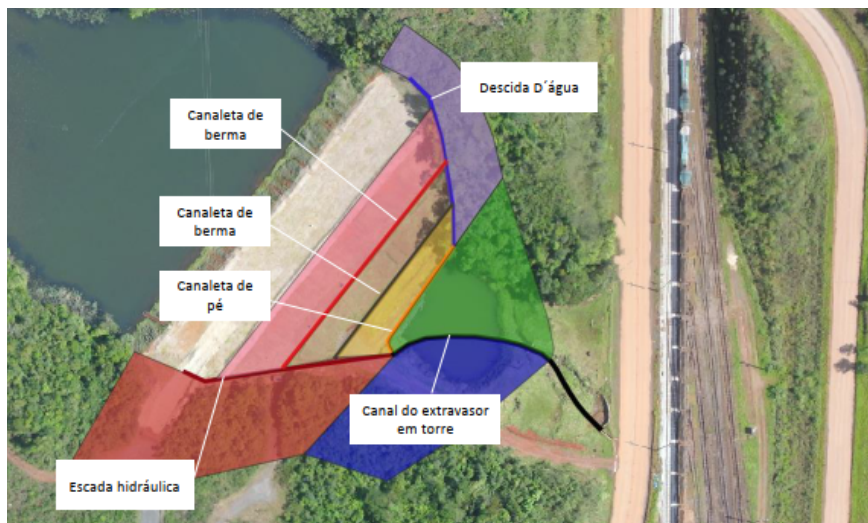 Descida D´água
Canaleta de
berma
Canaleta de
berma
Canaleta de
pé
Canal do extravasor
em torre
Escada hidráulica